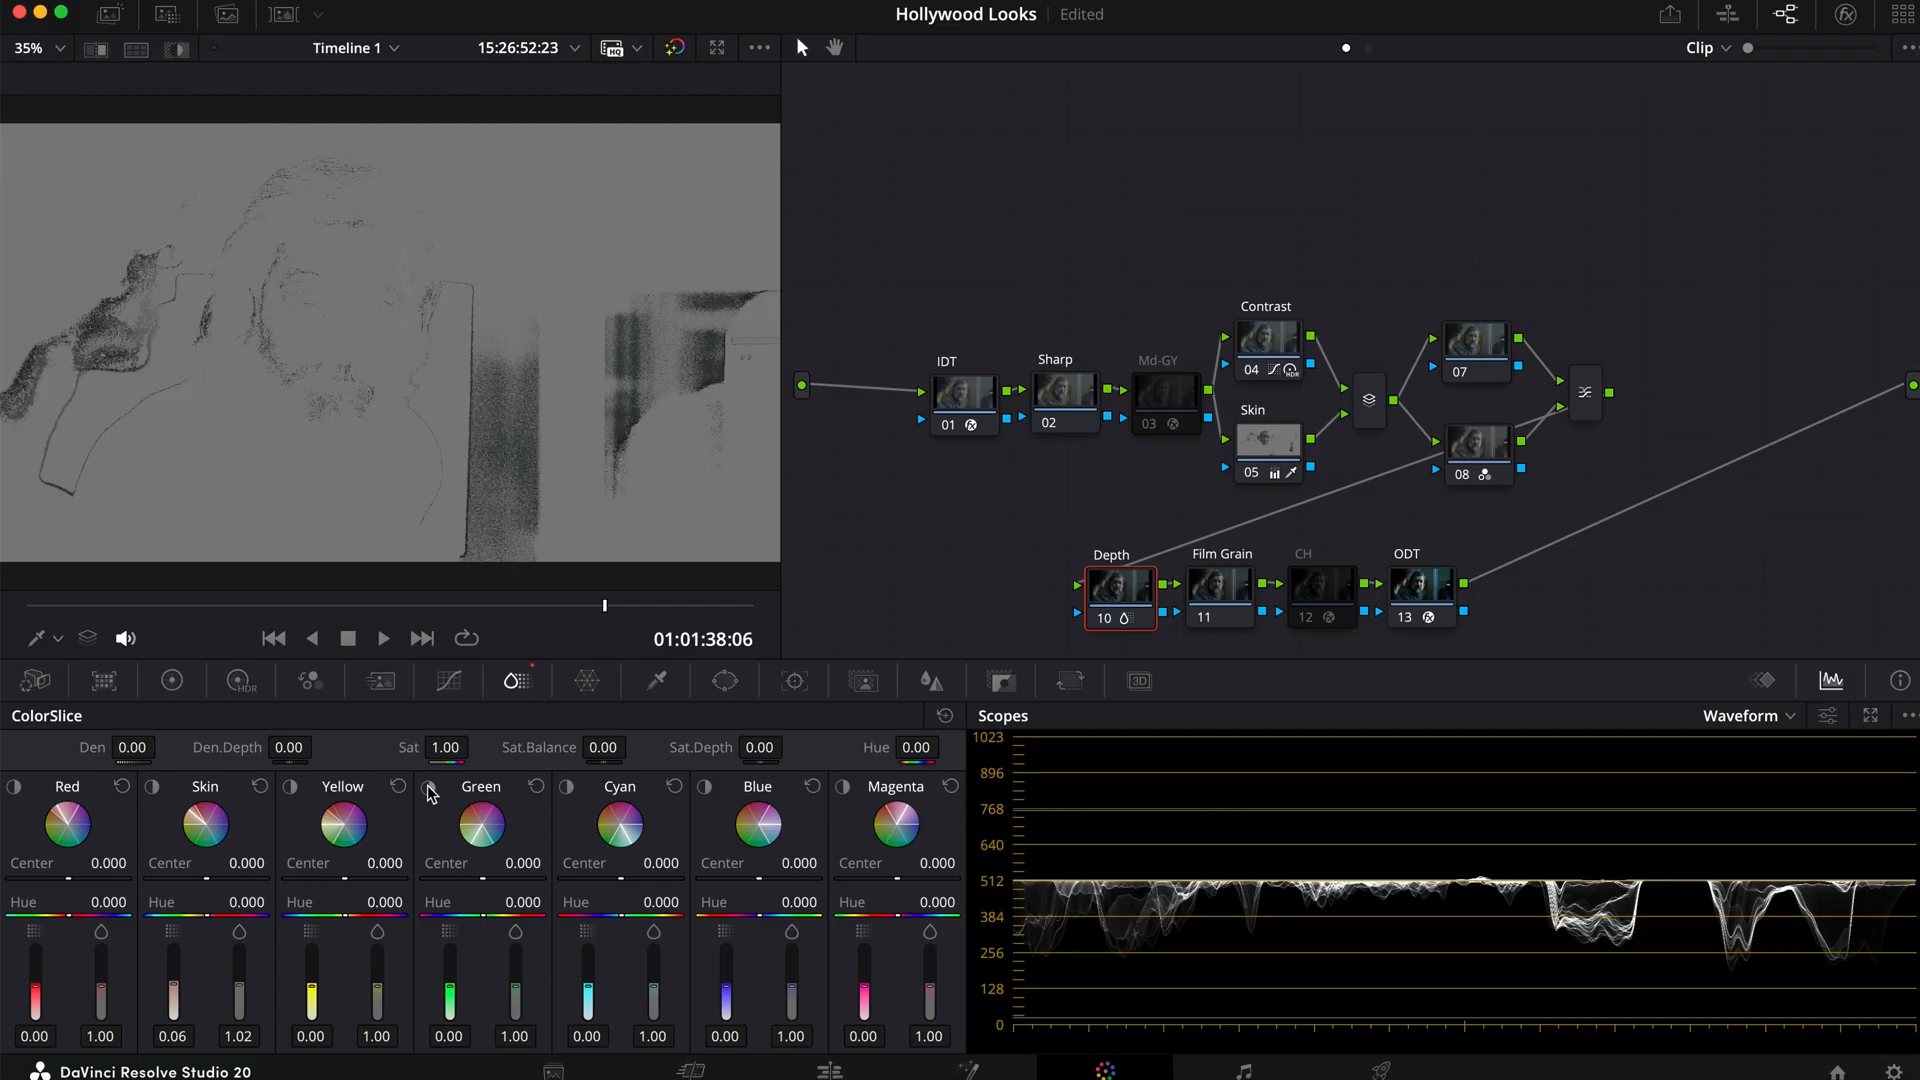 Hollywood Looks Edited
35% Timeline 1 15:26:52:23 HQ Clip
Contrast
IDT Sharp Md-GY
04 HDR 07
01 02 03
Skin
05 08
Depth Film Grain CH ODT
10 11 12 13
01:01:38:06
HDR 3D
ColorSlice
Den 0.00 Den.Depth 0.00 Sat 1.00 Sat.Balance 0.00 Sat.Depth 0.00 Hue 0.00
Red Skin Yellow Green Cyan Blue Magenta
Center 0.000 Center 0.000 Center 0.000 Center 0.000 Center 0.000 Center 0.000 Center 0.000
Hue 0.000 Hue 0.000 Hue 0.000 Hue 0.000 Hue 0.000 Hue 0.000 Hue 0.000
0.00 1.00 0.06 1.02 0.00 1.00 0.00 1.00 0.00 1.00 0.00 1.00 0.00 1.00
Scopes Waveform
1023
896
768
640
512
384
256
128
0
DaVinci Resolve Studio 20